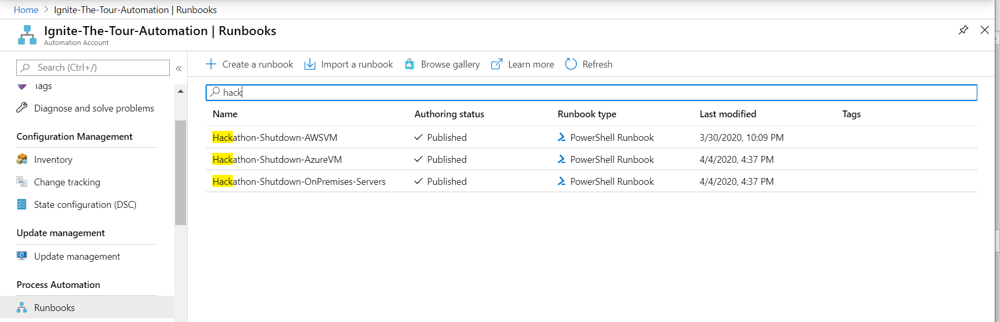 Home > Ignite-The-Tour-Automation | Runbooks
Ignite-The-Tour-Automation | Runbooks
Automation Account
Search (Ctrl+/)
«
Tags
Diagnose and solve problems
Configuration Management
Inventory
Change tracking
State configuration (DSC)
Update management
Update management
Process Automation
Runbooks
Create a runbook Import a runbook Browse gallery Learn more Refresh
hack
Name Authoring status Runbook type Last modified Tags
Hackathon-Shutdown-AWSVM Published PowerShell Runbook 3/30/2020, 10:09 PM
Hackathon-Shutdown-AzureVM Published PowerShell Runbook 4/4/2020, 4:37 PM
Hackathon-Shutdown-OnPremises-Servers Published PowerShell Runbook 4/4/2020, 4:37 PM